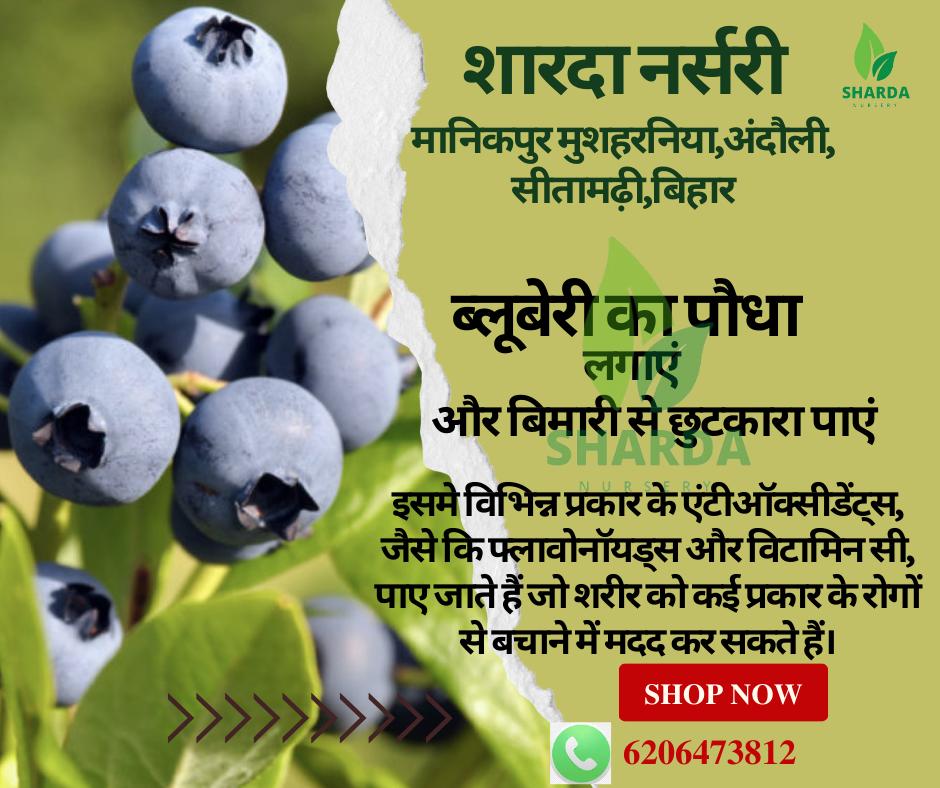 शारदा नर्सरी
SHARDA
NURSERY
मानिकपुर मुशहरनिया,अंदौली,
सीतामढ़ी,बिहार
ब्लूबेरी का पौधा
लगाएं
और बिमारी से छुटकारा पाएं
SHARDA
NURSERY
इसमे विभिन्न प्रकार के एंटीऑक्सीडेंट्स,
जैसे कि फ्लावोनॉयड्स और विटामिन सी,
पाए जाते हैं जो शरीर को कई प्रकार के रोगों
से बचाने में मदद कर सकते हैं।
SHOP NOW
6206473812